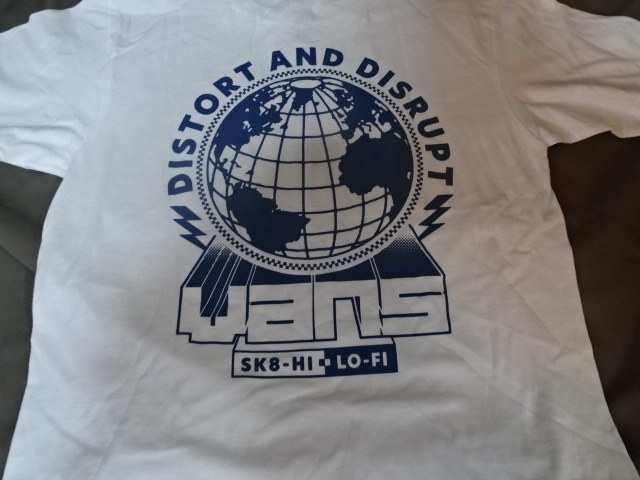 DISTORT AND DISRUPT
vans
SK8-HI LO-FI